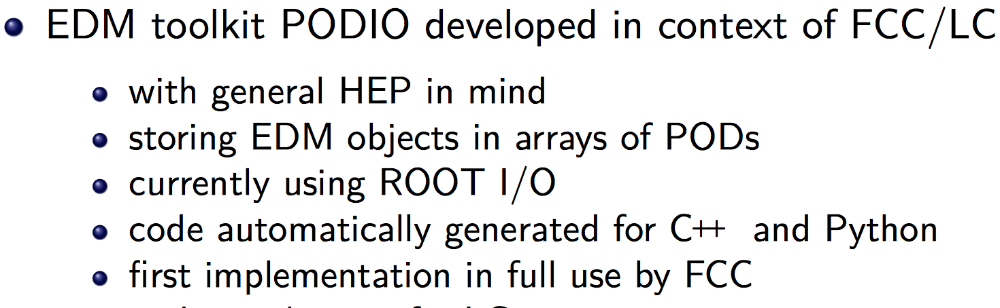 EDM toolkit PODIO developed in context of FCC/LC
with general HEP in mind
storing EDM objects in arrays of PODs
currently using ROOT I/O
code automatically generated for C++ and Python
first implementation in full use by FCC